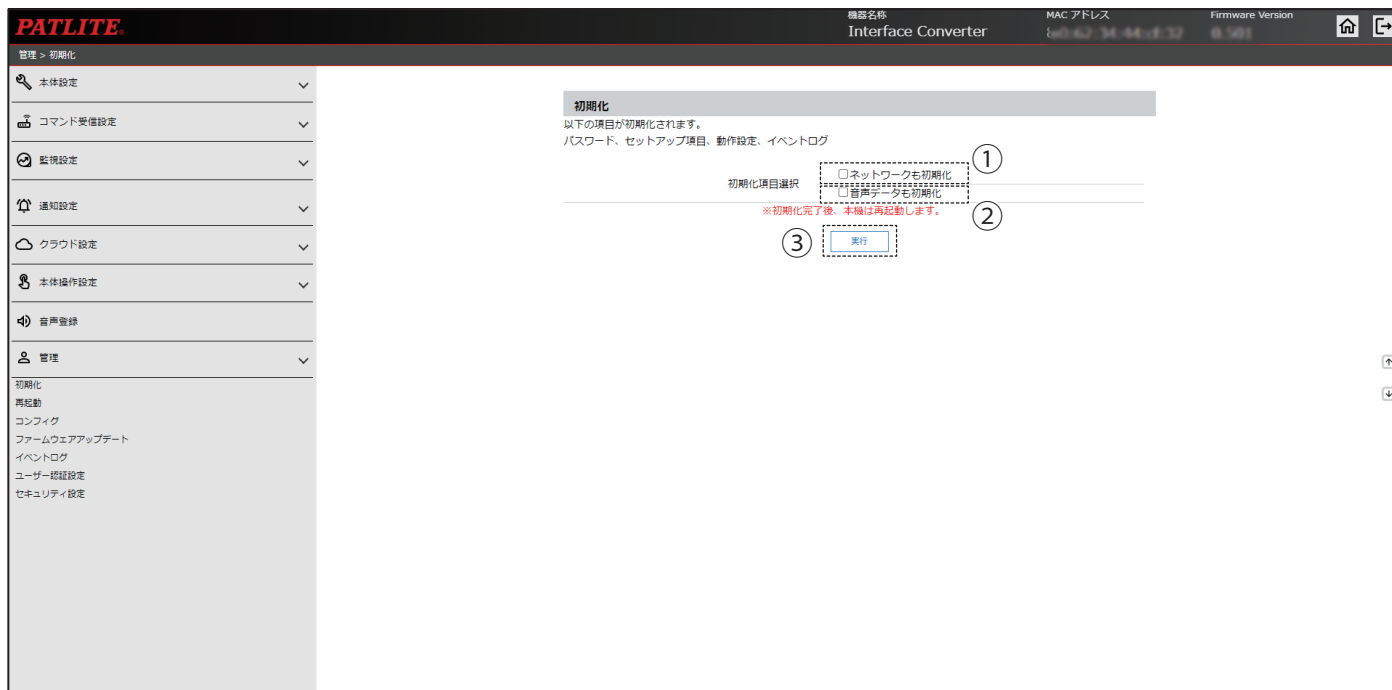 PATLITE
機器名称
Interface Converter
MAC アドレス
Firmware Version
0.501
管理 > 初期化
本体設定
コマンド受信設定
監視設定
通知設定
クラウド設定
本体操作設定
音声登録
管理
初期化
再起動
コンフィグ
ファームウェアアップデート
イベントログ
ユーザー認証設定
セキュリティ設定
初期化
以下の項目が初期化されます。
パスワード、セットアップ項目、動作設定、イベントログ
初期化項目選択
ネットワークも初期化
①
音声データも初期化
②
※初期化完了後、本機は再起動します。
③
実行